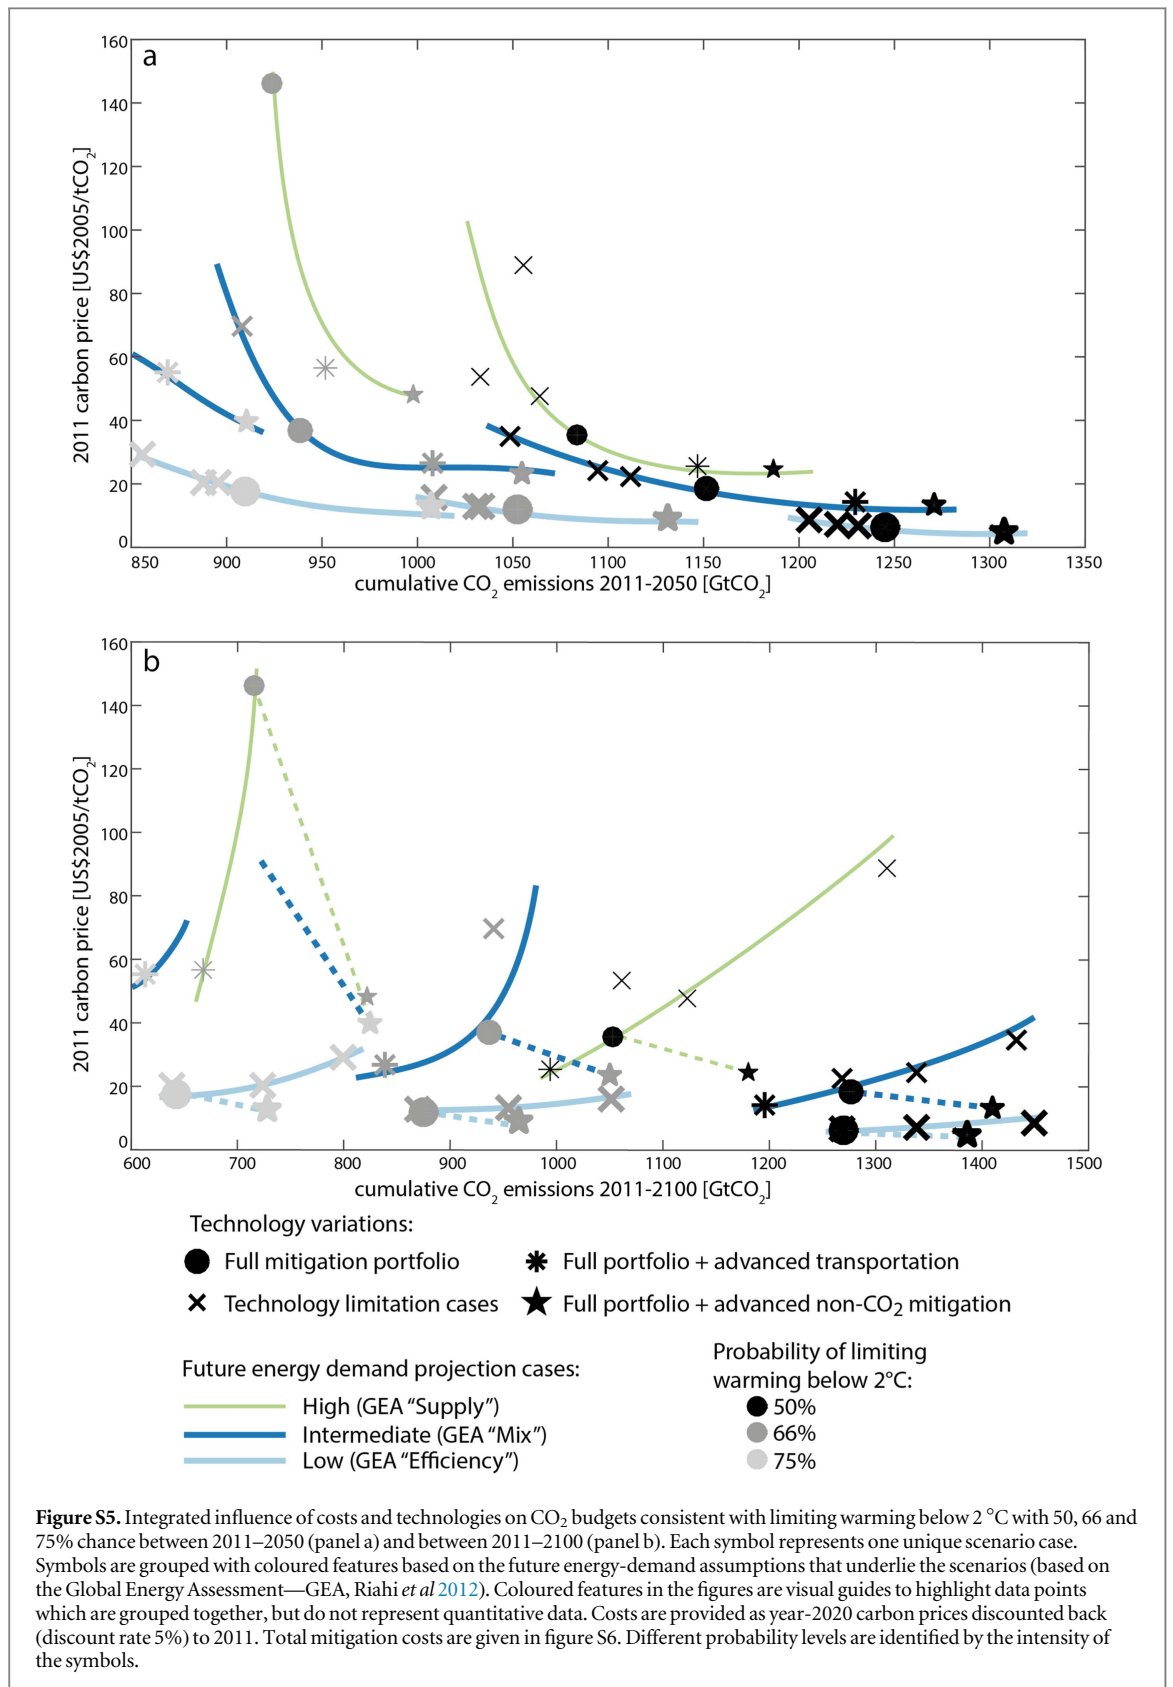 a
160
140
120
100
80
60
40
20
0
2011 carbon price [US$2005/tCO2]
850 900 950 1000 1050 1100 1150 1200 1250 1300 1350
cumulative CO2 emissions 2011-2050 [GtCO2]
b
160
140
120
100
80
60
40
20
0
2011 carbon price [US$2005/tCO2]
600 700 800 900 1000 1100 1200 1300 1400 1500
cumulative CO2 emissions 2011-2100 [GtCO2]
Technology variations:
Full mitigation portfolio
Full portfolio + advanced transportation
Technology limitation cases
Full portfolio + advanced non-CO2 mitigation
Future energy demand projection cases:
High (GEA “Supply”)
Intermediate (GEA “Mix”)
Low (GEA “Efficiency”)
Probability of limiting
warming below 2°C:
50%
66%
75%
Figure S5. Integrated influence of costs and technologies on CO2 budgets consistent with limiting warming below 2 °C with 50, 66 and
75% chance between 2011–2050 (panel a) and between 2011–2100 (panel b). Each symbol represents one unique scenario case.
Symbols are grouped with coloured features based on the future energy-demand assumptions that underlie the scenarios (based on
the Global Energy Assessment—GEA, Riahi et al 2012). Coloured features in the figures are visual guides to highlight data points
which are grouped together, but do not represent quantitative data. Costs are provided as year-2020 carbon prices discounted back
(discount rate 5%) to 2011. Total mitigation costs are given in figure S6. Different probability levels are identified by the intensity of
the symbols.